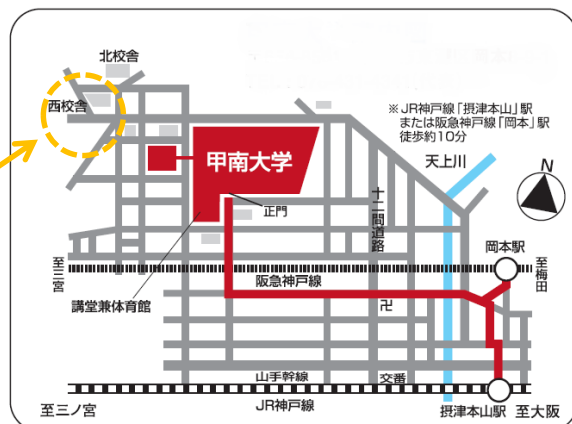 北校舎
西校舎
※JR神戸線「摂津本山」駅
または阪急神戸線「岡本」駅
徒歩約10分
甲南大学
天上川
N
正門
十二間道路
岡本駅
至三宮
至梅田
阪急神戸線
講堂兼体育館
卍
山手幹線
交番
JR神戸線
至三ノ宮
摂津本山駅
至大阪